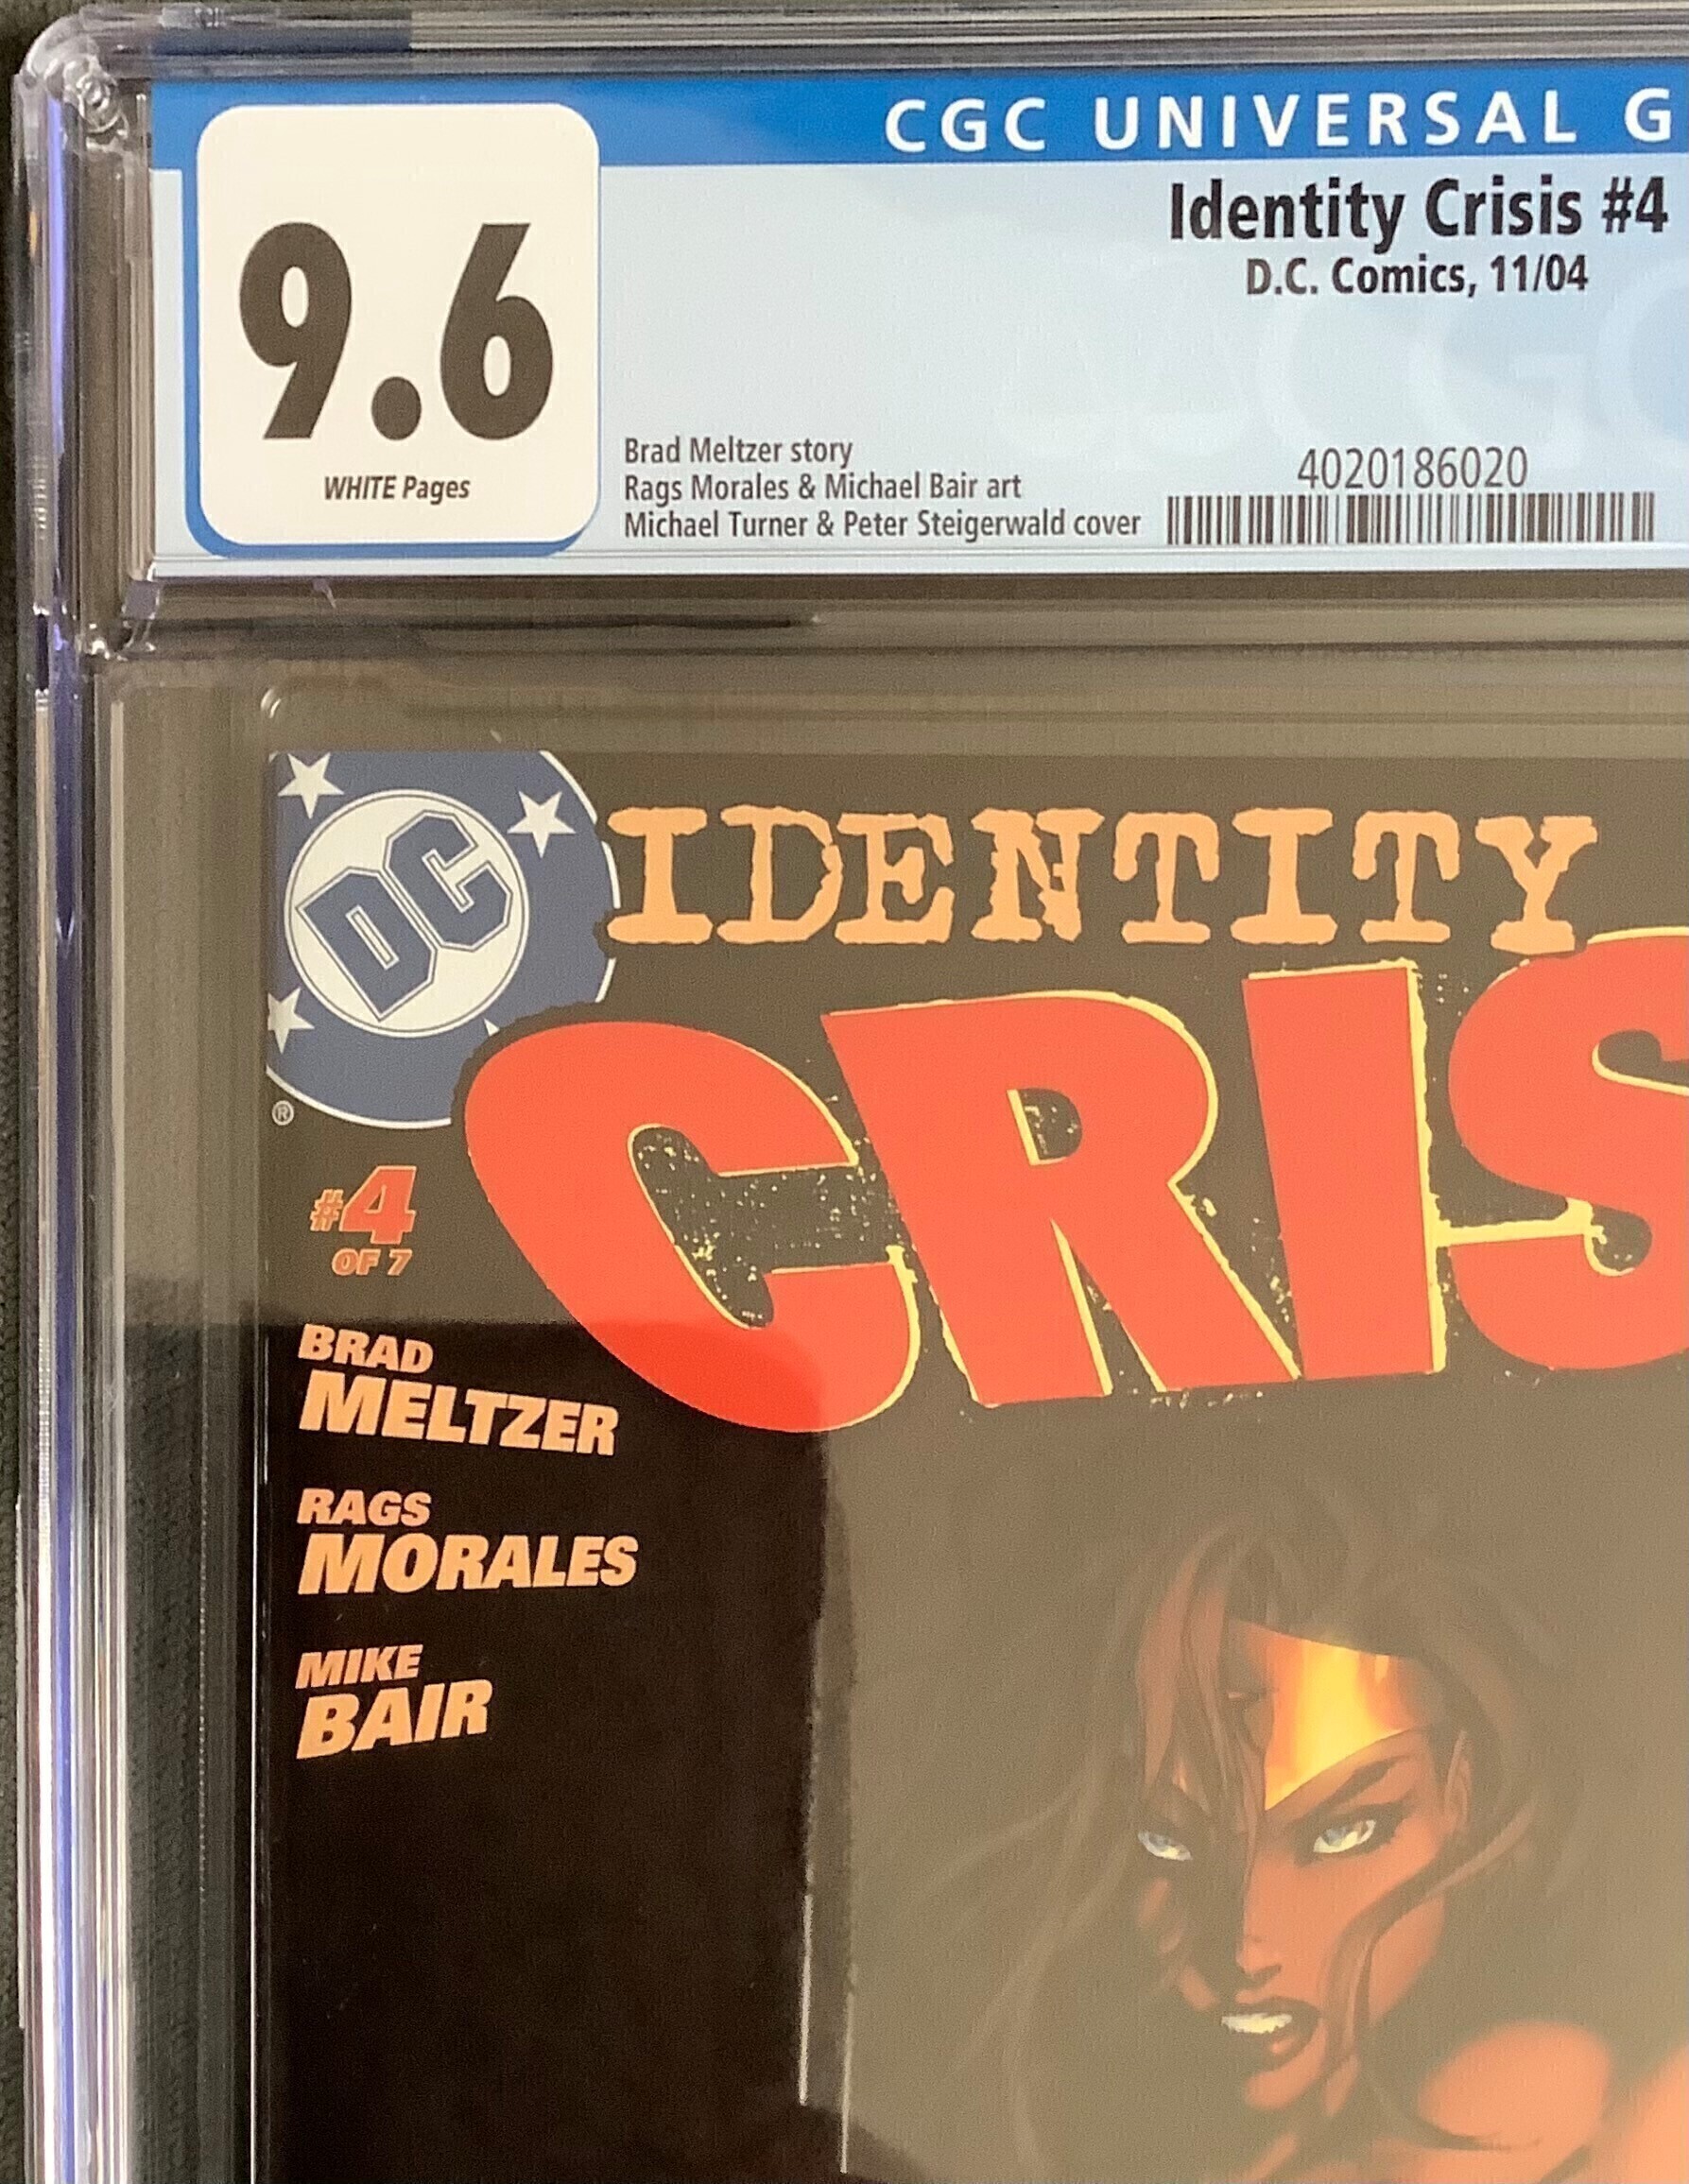 CGC UNIVERSAL G
Identity Crisis #4
D.C. Comics, 11/04
9.6
WHITE Pages
Brad Meltzer story
Rags Morales & Michael Bair art
Michael Turner & Peter Steigerwald cover
4020186020
DC
®
IDENTITY
CRIS
#4
OF 7
BRAD
MELTZER
RAGS
MORALES
MIKE
BAIR